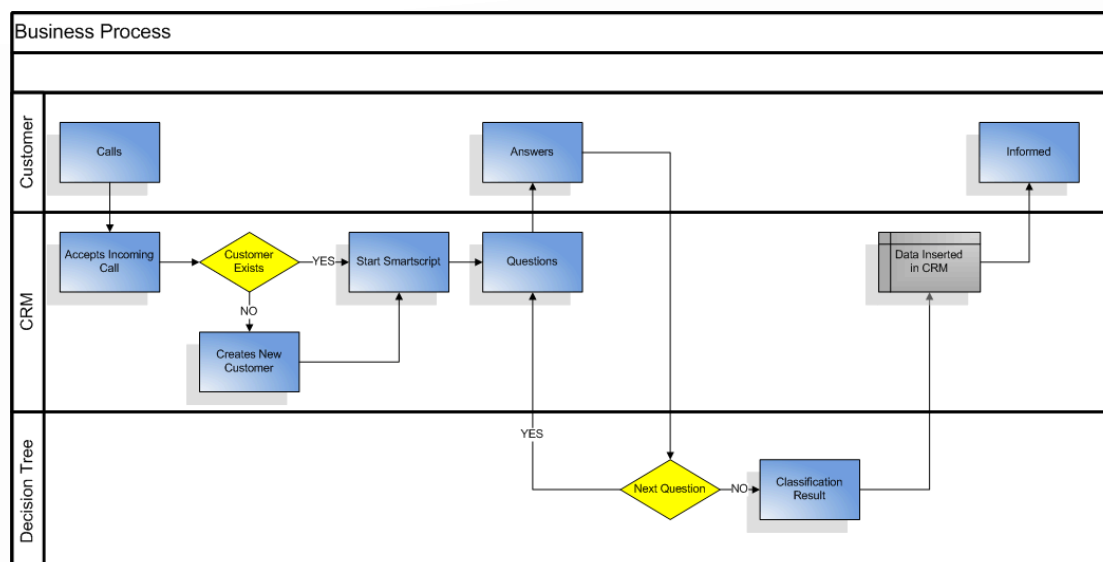 Business Process
Customer
Calls
Answers
Informed
CRM
Accepts Incoming
Call
Customer
Exists
YES
Start Smartscript
Questions
Data Inserted
in CRM
NO
Creates New
Customer
Decision Tree
YES
Next Question
NO
Classification
Result